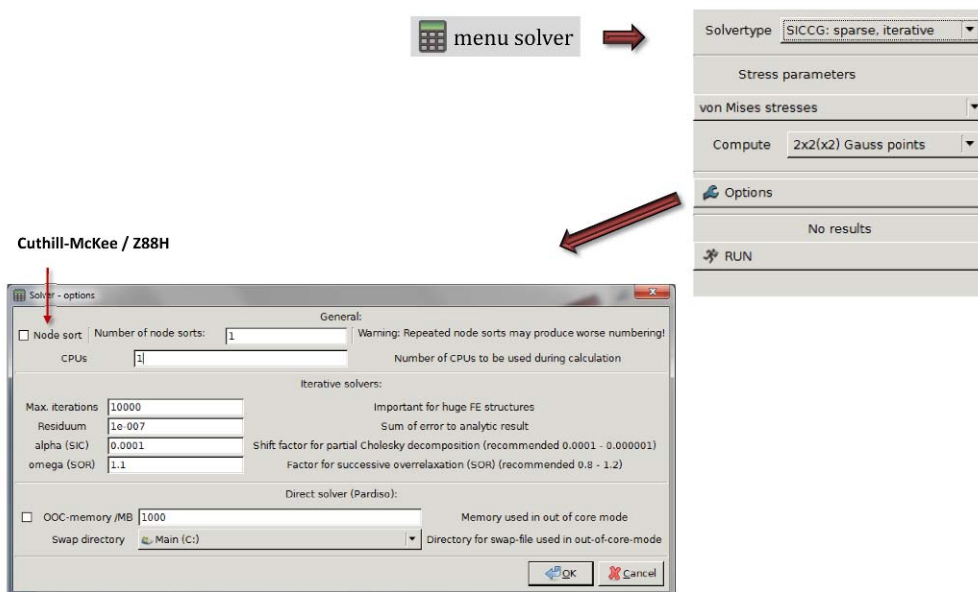 menu solver
Solvertype SICCG: sparse, iterative
Stress parameters
von Mises stresses
Compute 2x2(x2) Gauss points
Options
No results
RUN
Cuthill-McKee / Z88H
Solver - options
General:
Node sort Number of node sorts: 1 Warning: Repeated node sorts may produce worse numbering!
CPUs 1 Number of CPUs to be used during calculation
Iterative solvers:
Max. iterations 10000 Important for huge FE structures
Residuum 1e-007 Sum of error to analytic result
alpha (SIC) 0.0001 Shift factor for partial Cholesky decomposition (recommended 0.0001 - 0.000001)
omega (SOR) 1.1 Factor for successive overrelaxation (SOR) (recommended 0.8 - 1.2)
Direct solver (Pardiso):
OOC-memory /MB 1000 Memory used in out of core mode
Swap directory Main (C:) Directory for swap-file used in out-of-core-mode
OK Cancel